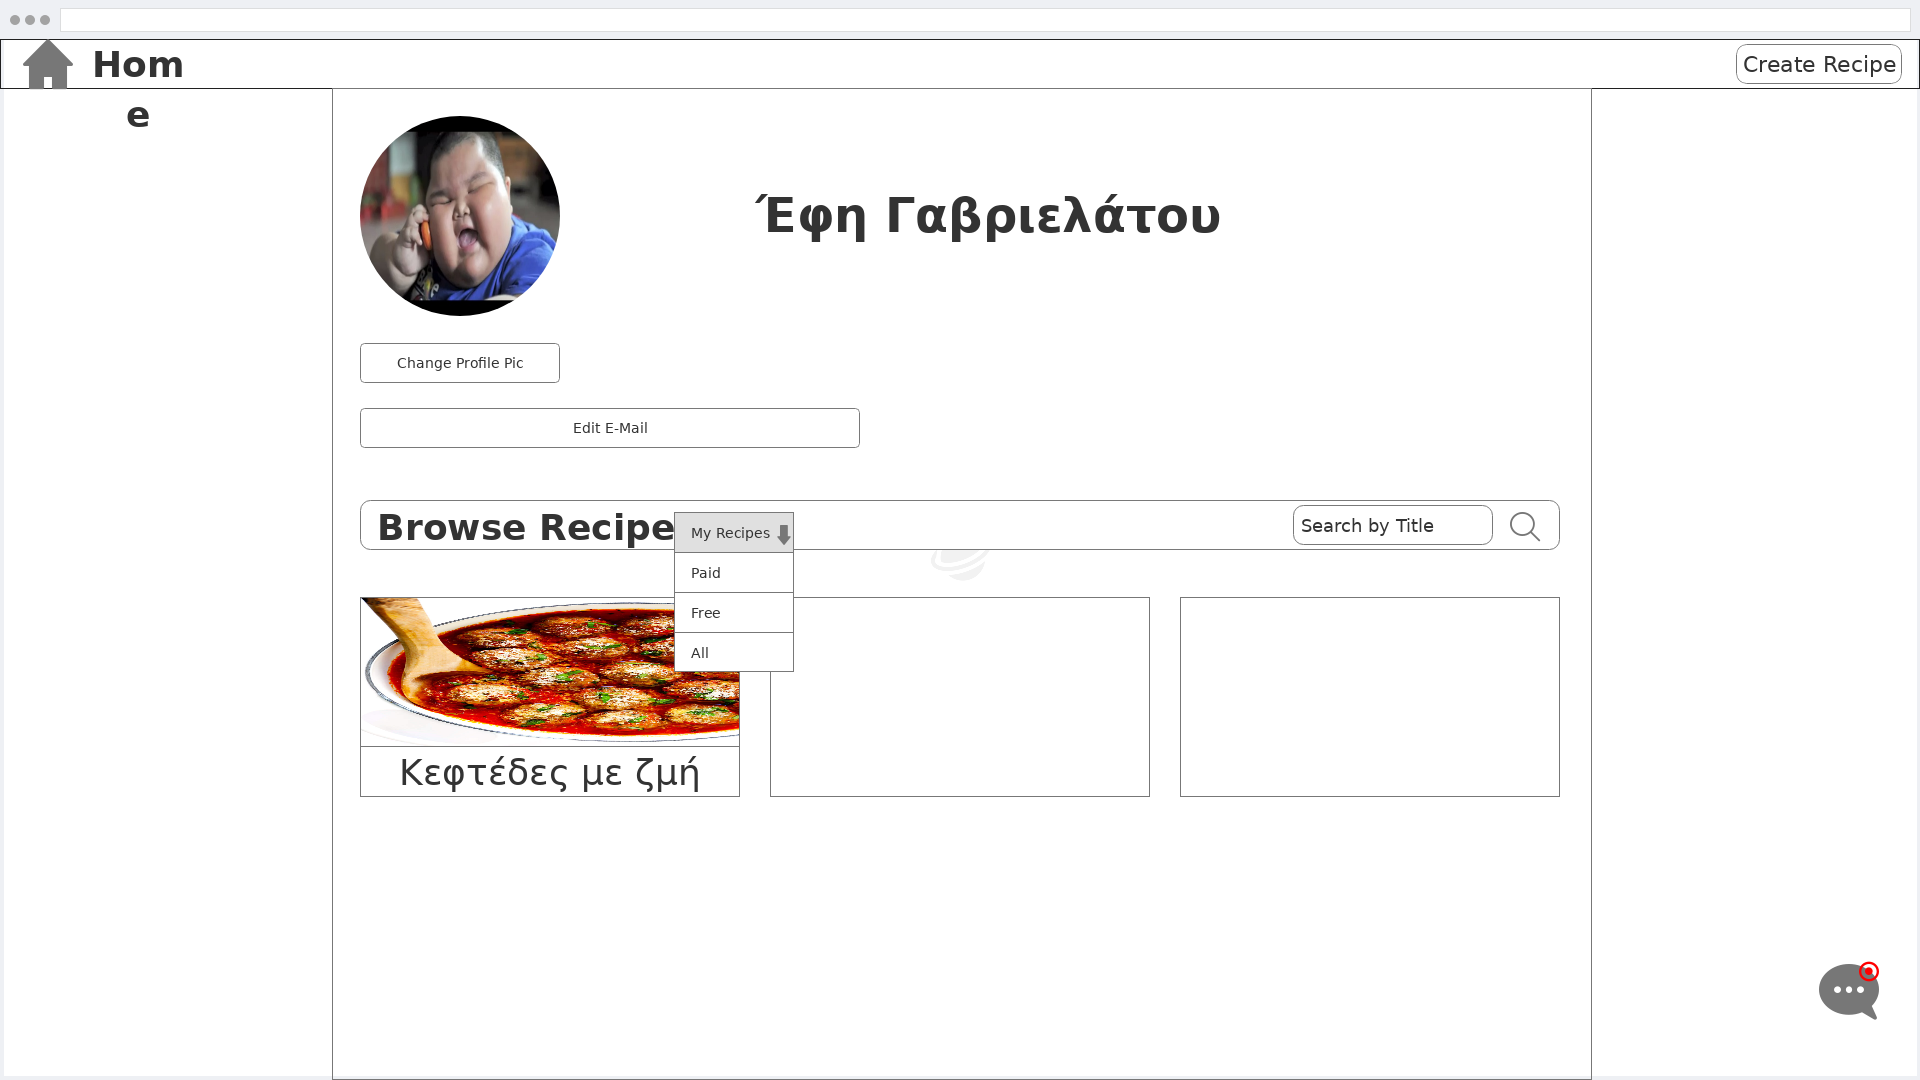 Hom
e
Create Recipe
Έφη Γαβριελάτου
Change Profile Pic
Edit E-Mail
Browse Recipe
My Recipes
Search by Title
Paid
Free
All
Κεφτέδες με ζμή